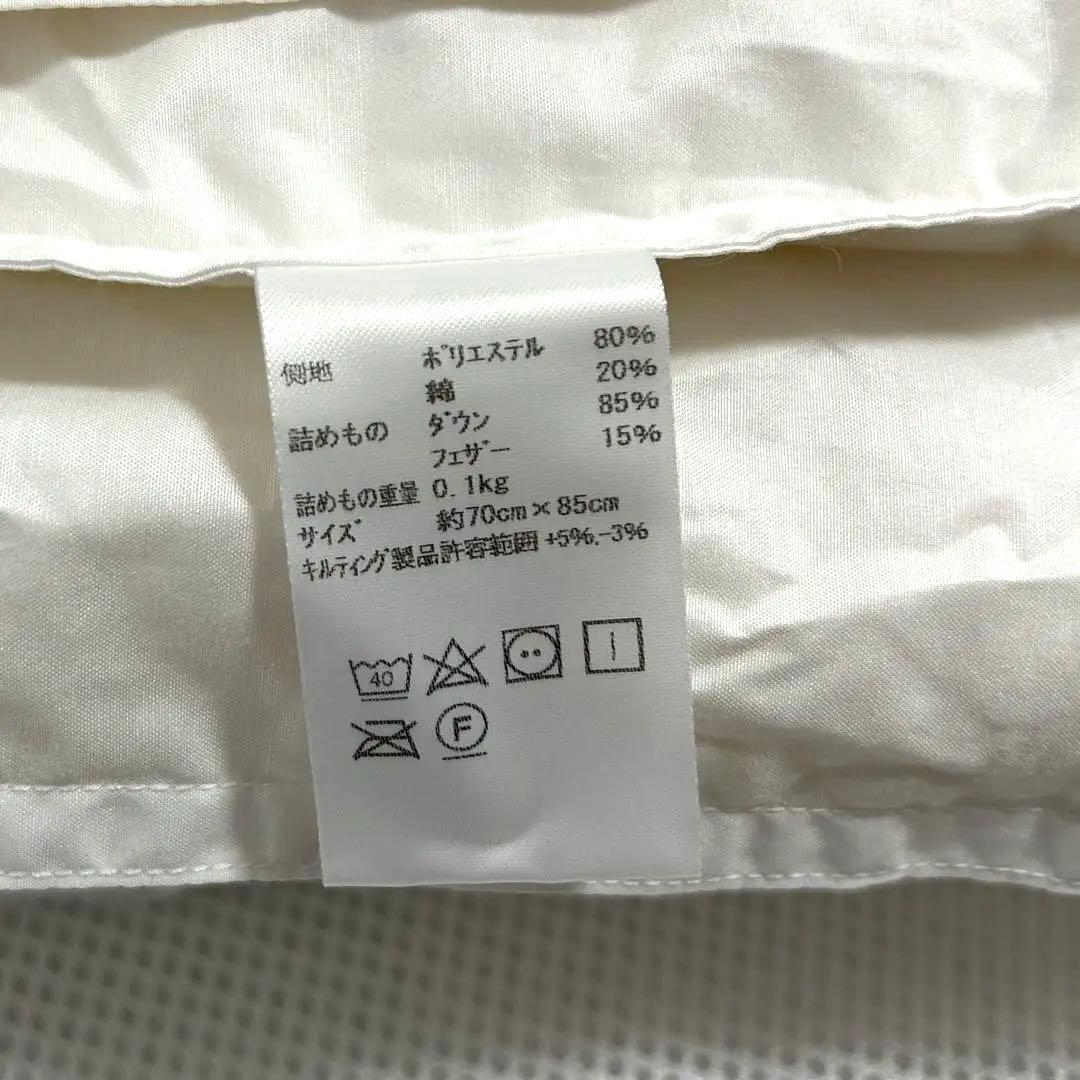 側地 ポリエステル 80%
綿 20%
詰めもの ダウン 85%
フェザー 15%
詰めもの重量 0.1kg
サイズ 約70cm×85cm
キルティング製品許容範囲 +5%,-3%
40
F